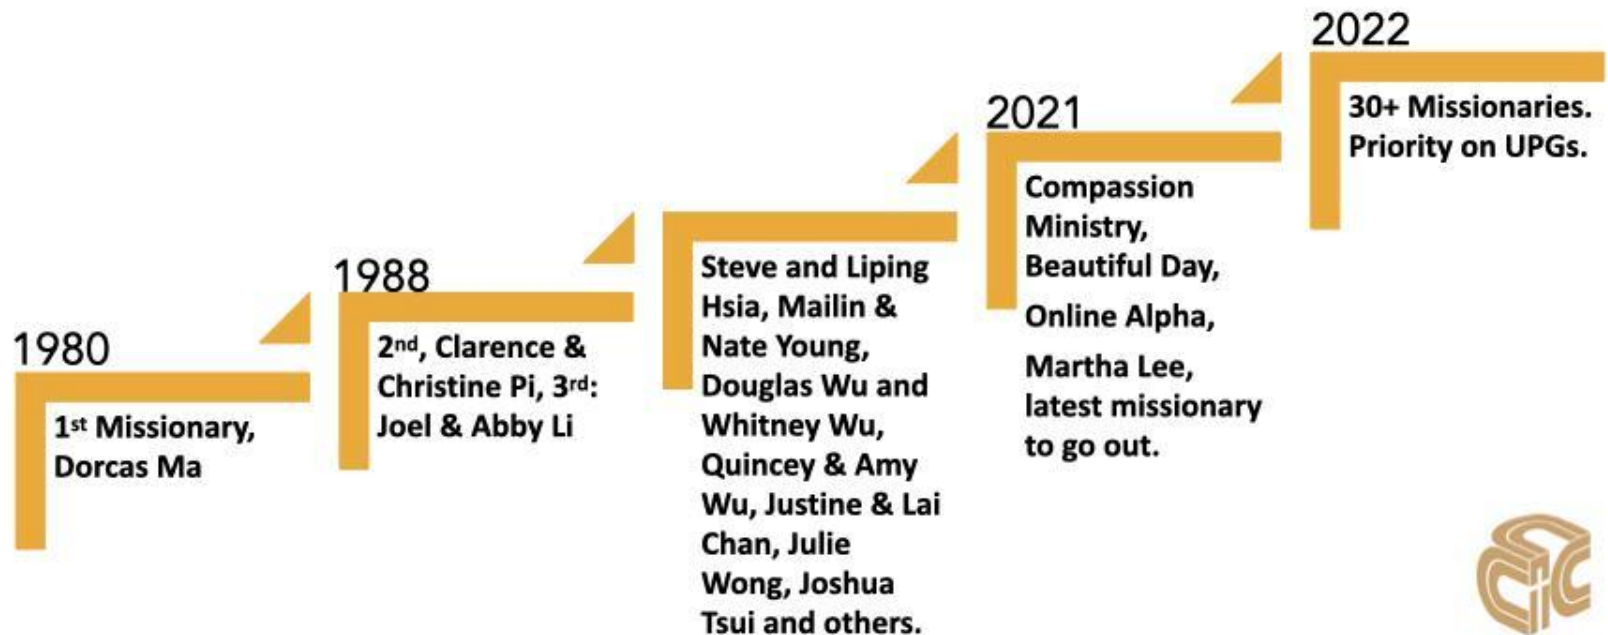 1980
1st Missionary,
Dorcas Ma
1988
2nd, Clarence &
Christine Pi, 3rd:
Joel & Abby Li
Steve and Liping
Hsia, Mailin &
Nate Young,
Douglas Wu and
Whitney Wu,
Quincey & Amy
Wu, Justine & Lai
Chan, Julie
Wong, Joshua
Tsui and others.
2021
Compassion
Ministry,
Beautiful Day,
Online Alpha,
Martha Lee,
latest missionary
to go out.
2022
30+ Missionaries.
Priority on UPGs.